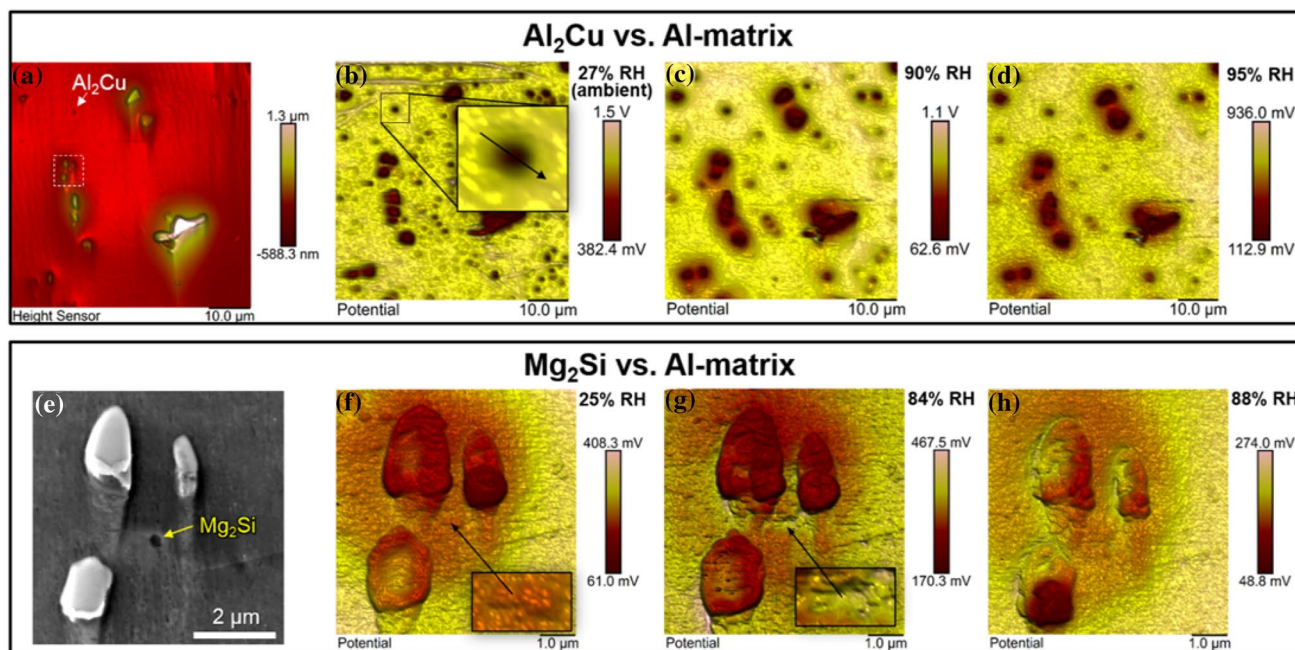 Al₂Cu vs. Al-matrix
(a)
Al₂Cu
1.3 µm
-588.3 nm
Height Sensor
10.0 µm
(b)
27% RH
(ambient)
1.5 V
382.4 mV
Potential
10.0 µm
(c)
90% RH
1.1 V
62.6 mV
Potential
10.0 µm
(d)
95% RH
936.0 mV
112.9 mV
Potential
10.0 µm
Mg₂Si vs. Al-matrix
(e)
Mg₂Si
2 µm
(f)
25% RH
408.3 mV
61.0 mV
Potential
1.0 µm
(g)
84% RH
467.5 mV
170.3 mV
Potential
1.0 µm
(h)
88% RH
274.0 mV
48.8 mV
Potential
1.0 µm